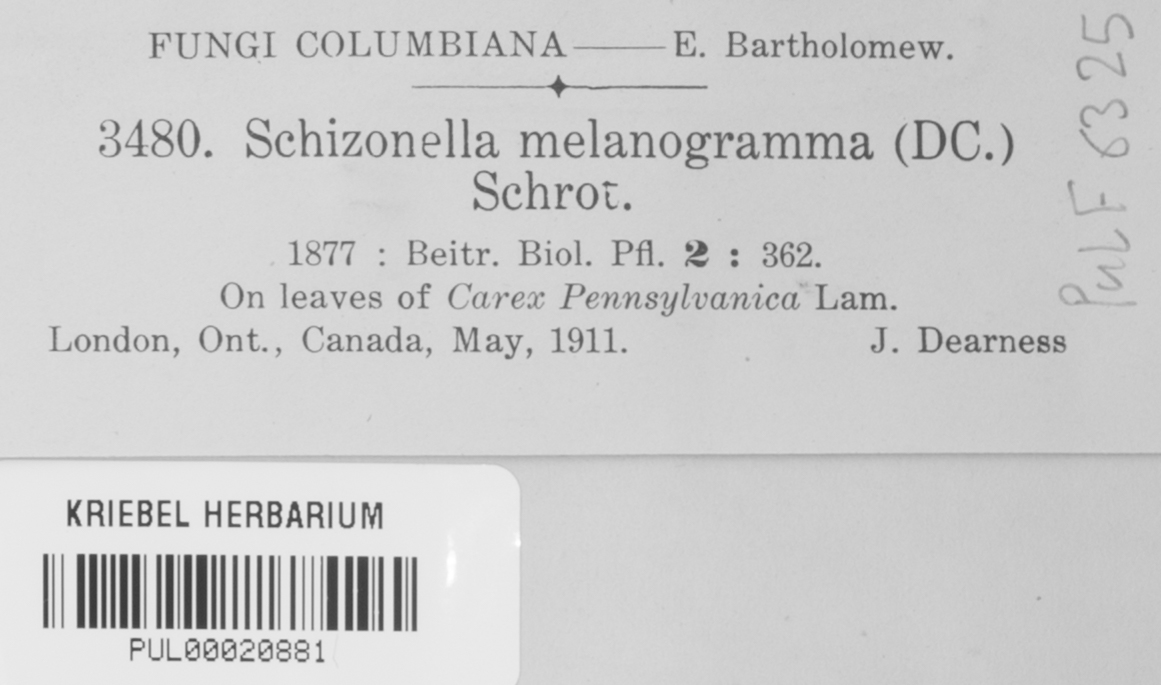 FUNGI COLUMBIANA — E. Bartholomew.
3480. Schizonella melanogramma (DC.)
Schrot.
1877 : Beitr. Biol. Pfl. 2 : 362.
On leaves of Carex Pennsylvanica Lam.
London, Ont., Canada, May, 1911. J. Dearness
PUL F 6325
KRIEBEL HERBARIUM
PUL00020881